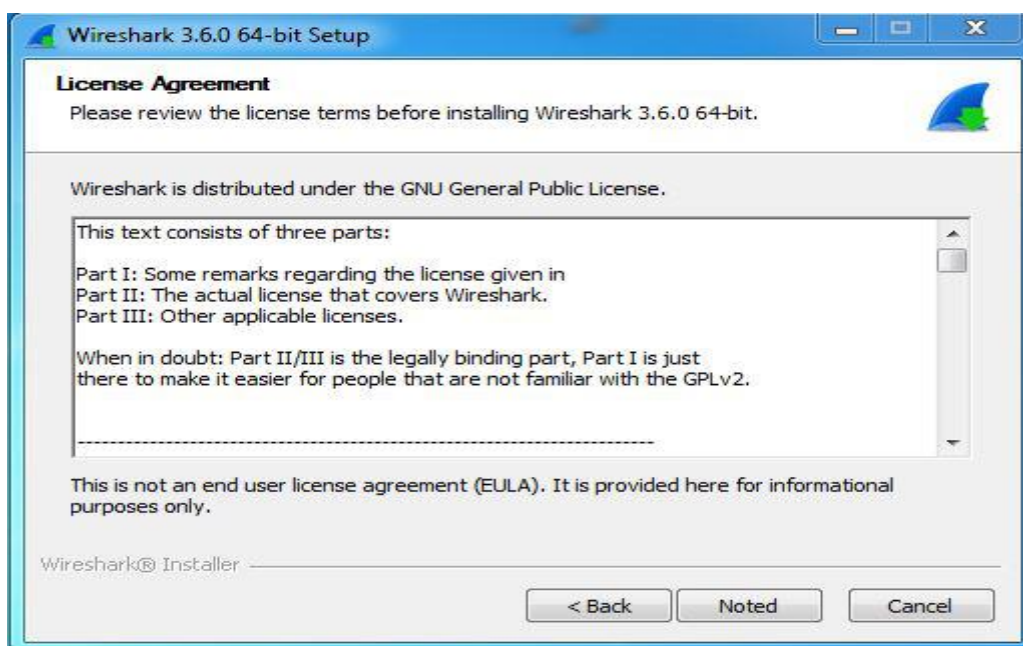 Wireshark 3.6.0 64-bit Setup
License Agreement
Please review the license terms before installing Wireshark 3.6.0 64-bit.
Wireshark is distributed under the GNU General Public License.
This text consists of three parts:
Part I: Some remarks regarding the license given in
Part II: The actual license that covers Wireshark.
Part III: Other applicable licenses.
When in doubt: Part II/III is the legally binding part, Part I is just
there to make it easier for people that are not familiar with the GPLv2.
-----------------------------------------------------------------------
This is not an end user license agreement (EULA). It is provided here for informational
purposes only.
Wireshark® Installer
< Back Noted Cancel